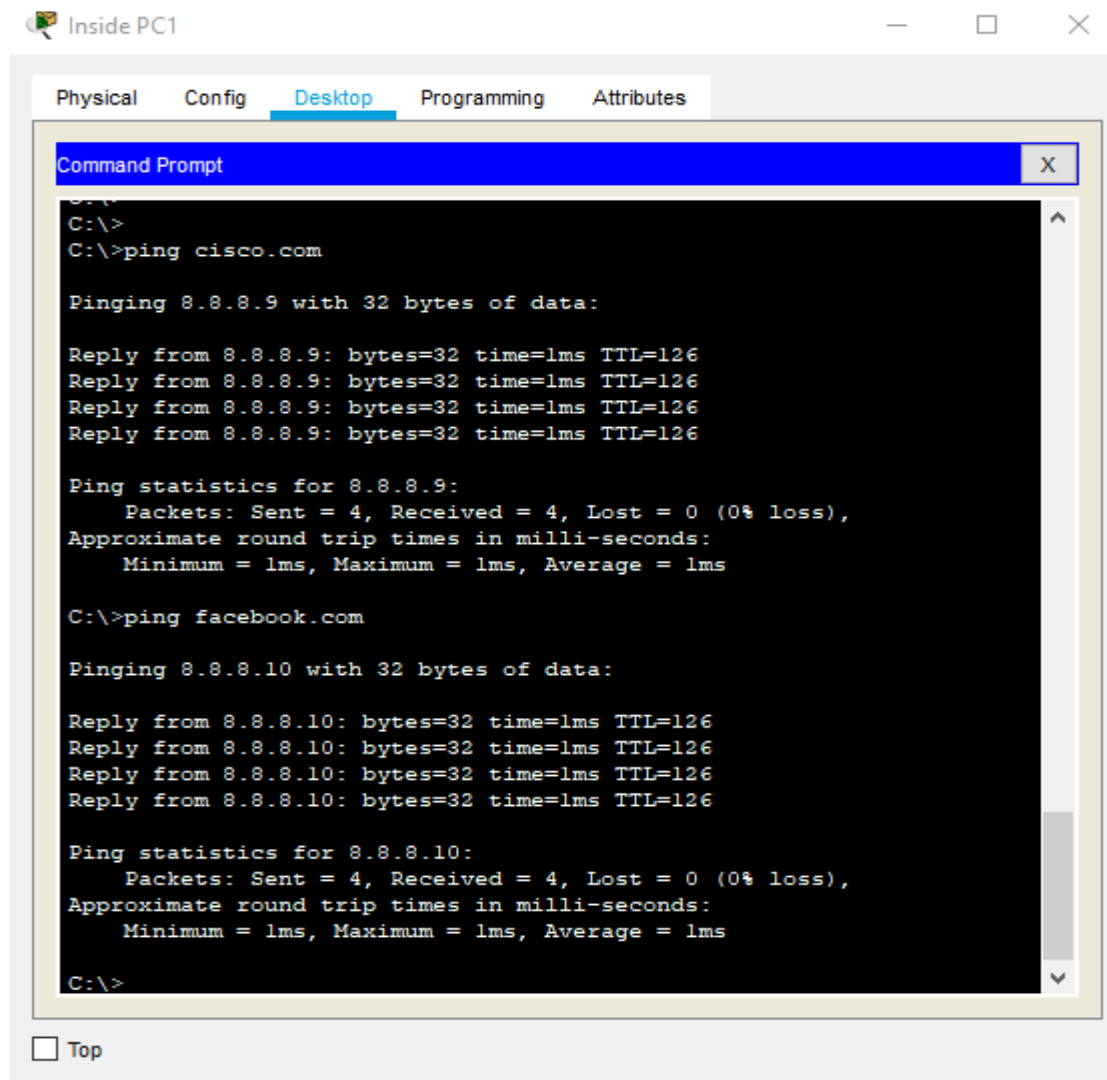 Inside PC1
Physical Config Desktop Programming Attributes
Command Prompt X
C:\>
C:\>ping cisco.com
Pinging 8.8.8.9 with 32 bytes of data:
Reply from 8.8.8.9: bytes=32 time=1ms TTL=126
Reply from 8.8.8.9: bytes=32 time=1ms TTL=126
Reply from 8.8.8.9: bytes=32 time=1ms TTL=126
Reply from 8.8.8.9: bytes=32 time=1ms TTL=126
Ping statistics for 8.8.8.9:
Packets: Sent = 4, Received = 4, Lost = 0 (0% loss),
Approximate round trip times in milli-seconds:
Minimum = 1ms, Maximum = 1ms, Average = 1ms
C:\>ping facebook.com
Pinging 8.8.8.10 with 32 bytes of data:
Reply from 8.8.8.10: bytes=32 time=1ms TTL=126
Reply from 8.8.8.10: bytes=32 time=1ms TTL=126
Reply from 8.8.8.10: bytes=32 time=1ms TTL=126
Reply from 8.8.8.10: bytes=32 time=1ms TTL=126
Ping statistics for 8.8.8.10:
Packets: Sent = 4, Received = 4, Lost = 0 (0% loss),
Approximate round trip times in milli-seconds:
Minimum = 1ms, Maximum = 1ms, Average = 1ms
C:\>
Top